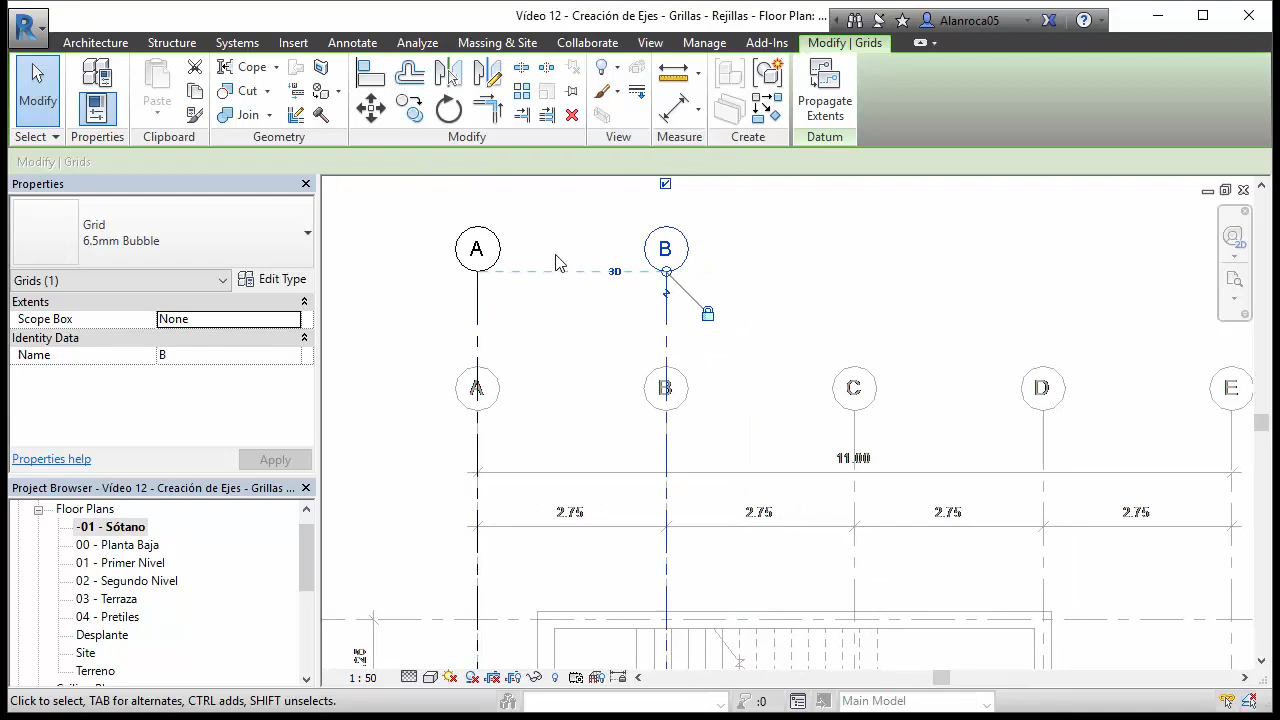 Vídeo 12 - Creación de Ejes - Grillas - Rejillas - Floor Plan: ...
Alanroca05
Architecture Structure Systems Insert Annotate Analyze Massing & Site Collaborate View Manage Add-Ins Modify | Grids
Modify
Paste
Cope
Cut
Join
Propagate
Extents
Select Properties Clipboard Geometry Modify View Measure Create Datum
Modify | Grids
Properties
Grid
6.5mm Bubble
Grids (1)
Edit Type
Extents
Scope Box None
Identity Data
Name B
Properties help
Apply
Project Browser - Vídeo 12 - Creación de Ejes - Grillas ...
Floor Plans
-01 - Sótano
00 - Planta Baja
01 - Primer Nivel
02 - Segundo Nivel
03 - Terraza
04 - Pretiles
Desplante
Site
Terreno
2D
A B
3D
A B C D E
11.00
2.75 2.75 2.75 2.75
1 : 50
Click to select, TAB for alternates, CTRL adds, SHIFT unselects.
:0
Main Model